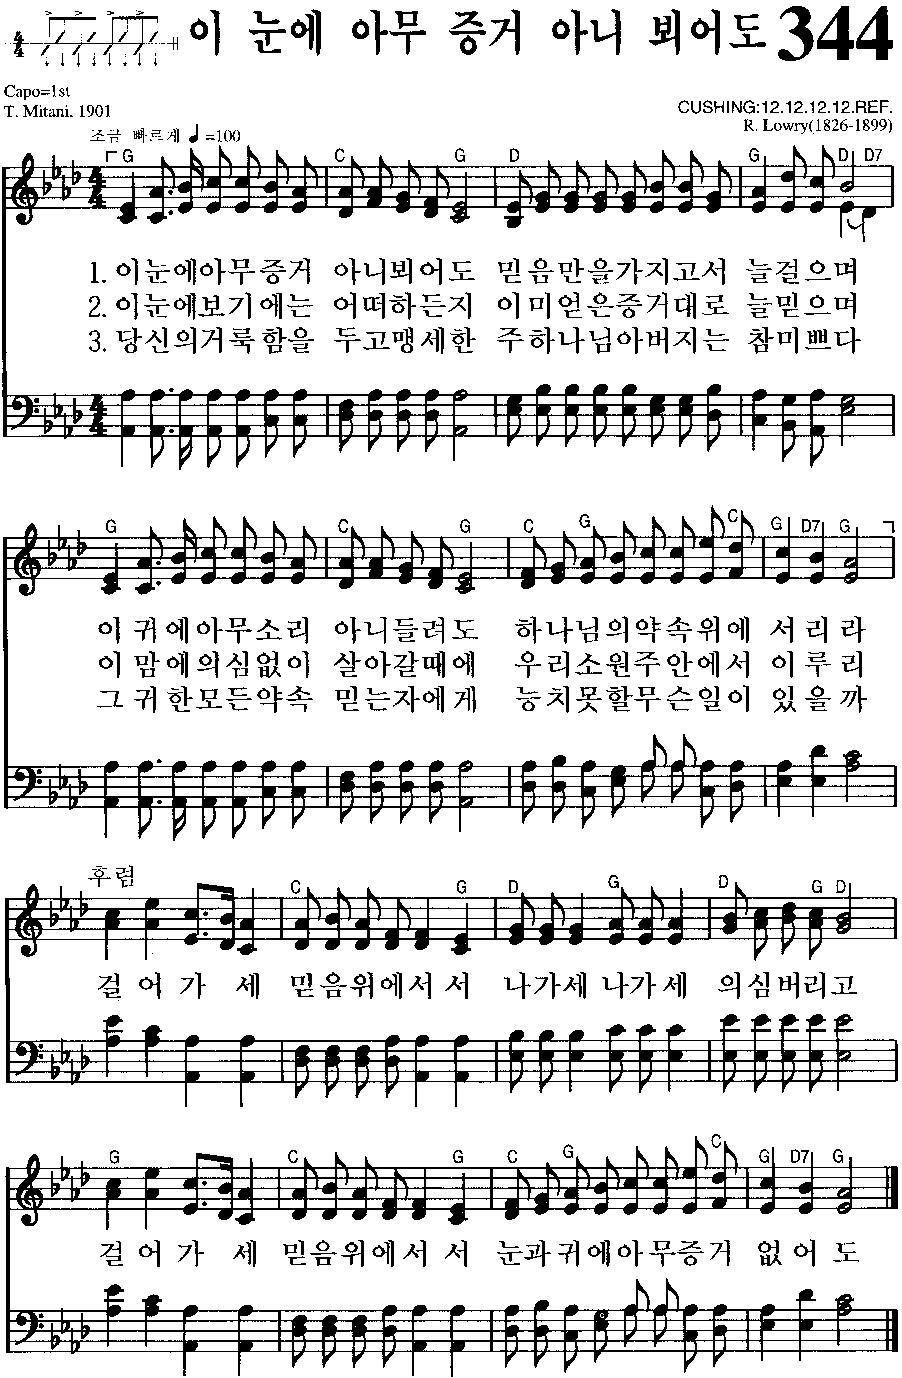 이 눈에 아무 증거 아니 뵈어도 344
Capo=1st
T. Mitani. 1901
CUSHING:12.12.12.12.REF.
R. Lowry(1826-1899)
조금 빠르게 ♩=100
G C G D G D D7
1. 이눈에아무증거 아니뵈어도 믿음만을가지고서 늘걸으며
2. 이눈에보기에는 어떠하든지 이미얻은증거대로 늘믿으며
3. 당신의거룩함을 두고맹세한 주하나님아버지는 참미쁘다
G C G C G C G D7 G
이귀에아무소리 아니들려도 하나님의약속위에 서리라
이맘에의심없이 살아갈때에 우리소원주안에서 이루리
그귀한모든약속 믿는자에게 능치못할무슨일이 있을까
후렴
C G D G D G D
걸어가세 믿음위에서서 나가세나가세 의심버리고
G C G C G C G D7 G
걸어가세 믿음위에서서 눈과귀에아무증거 없어도